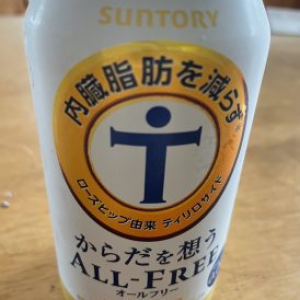 SUNTORY
内臓脂肪を減らす
ローズヒップ由来 ティリロサイド
からだを想う
ALL-FREE
オールフリー